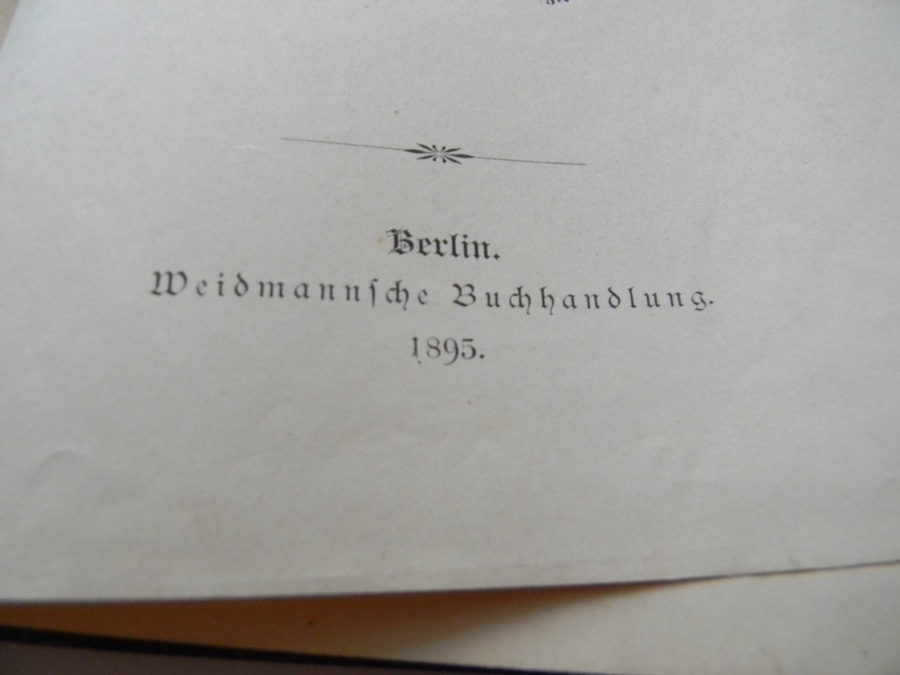 Berlin.
Weidmannſche Buchhandlung.
1895.